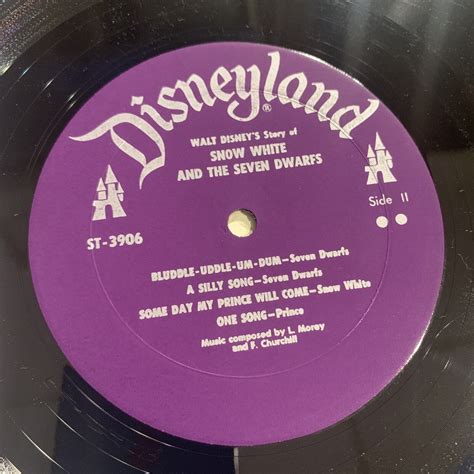 Disneyland®
WALT DISNEY'S Story of
SNOW WHITE
AND THE SEVEN DWARFS
ST-3906
Side II
BLUDDLE-UDDLE-UM-DUM—Seven Dwarfs
A SILLY SONG—Seven Dwarfs
SOME DAY MY PRINCE WILL COME—Snow White
ONE SONG—Prince
Music composed by L. Morey
and F. Churchill